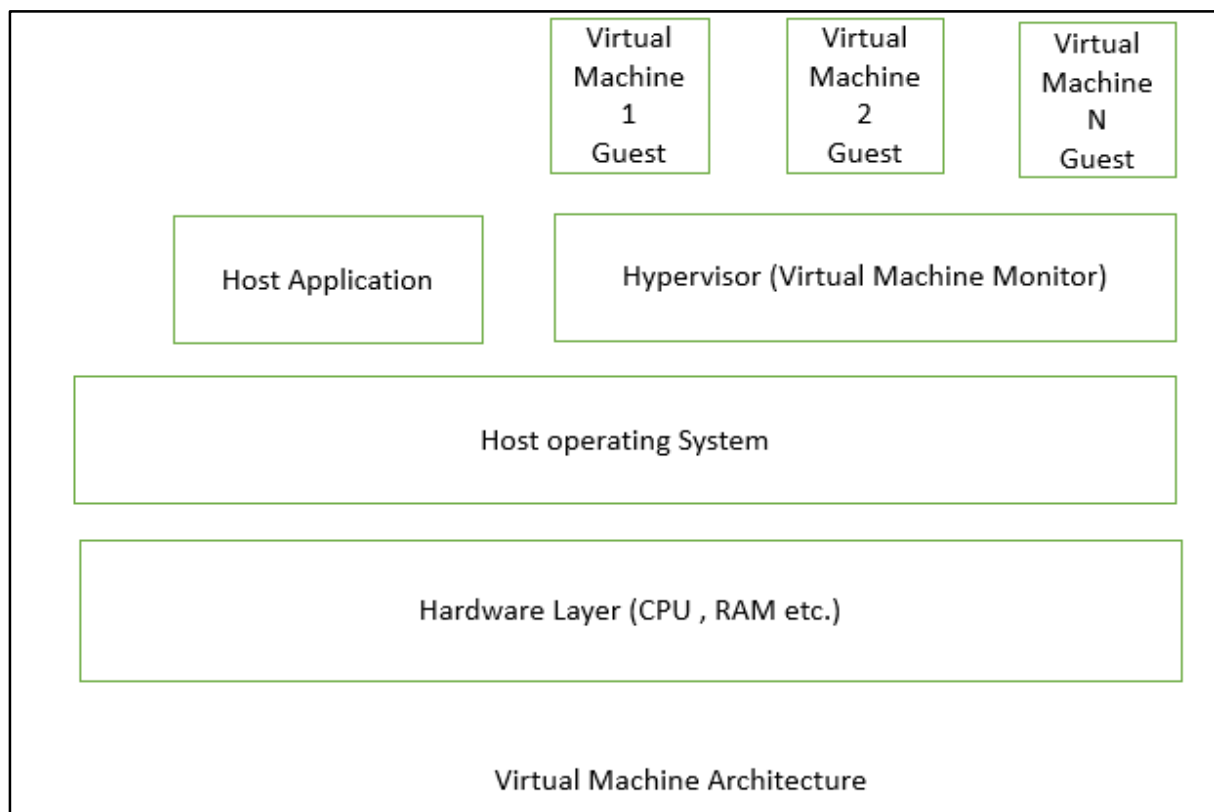 Virtual
Machine
1
Guest
Virtual
Machine
2
Guest
Virtual
Machine
N
Guest
Host Application
Hypervisor (Virtual Machine Monitor)
Host operating System
Hardware Layer (CPU , RAM etc.)
Virtual Machine Architecture